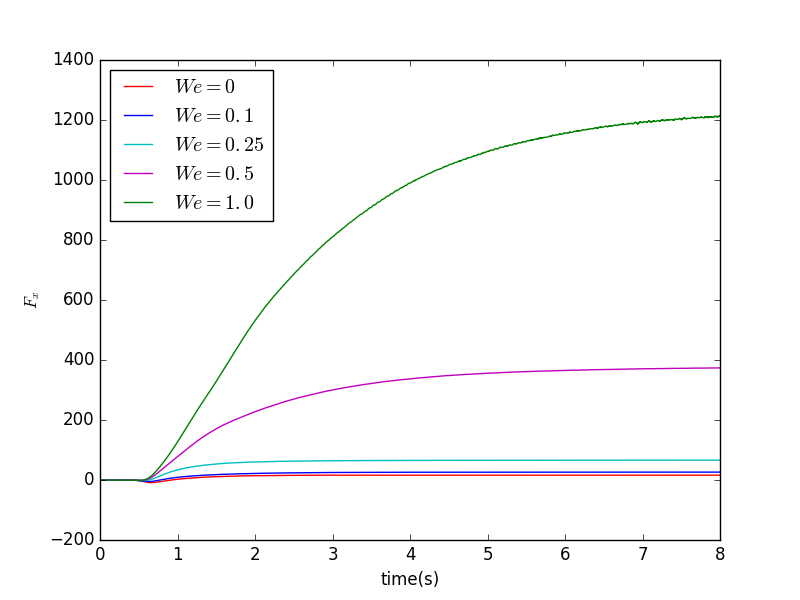 1400
1200
1000
800
600
400
200
0
−200
We = 0
We = 0.1
We = 0.25
We = 0.5
We = 1.0
F_x
0 1 2 3 4 5 6 7 8
time(s)